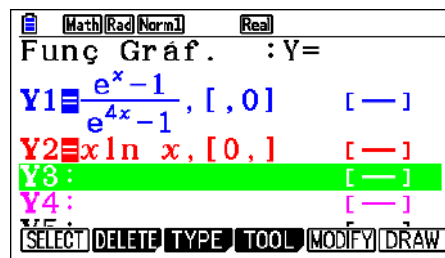 Math Rad Norm1 Real
Funç Gráf. :Y=
Y1=(e^x-1)/(e^4x-1),[,0] [—]
Y2=xln x,[0,] [—]
Y3: [—]
Y4: [—]
SELECT DELETE TYPE TOOL MODIFY DRAW